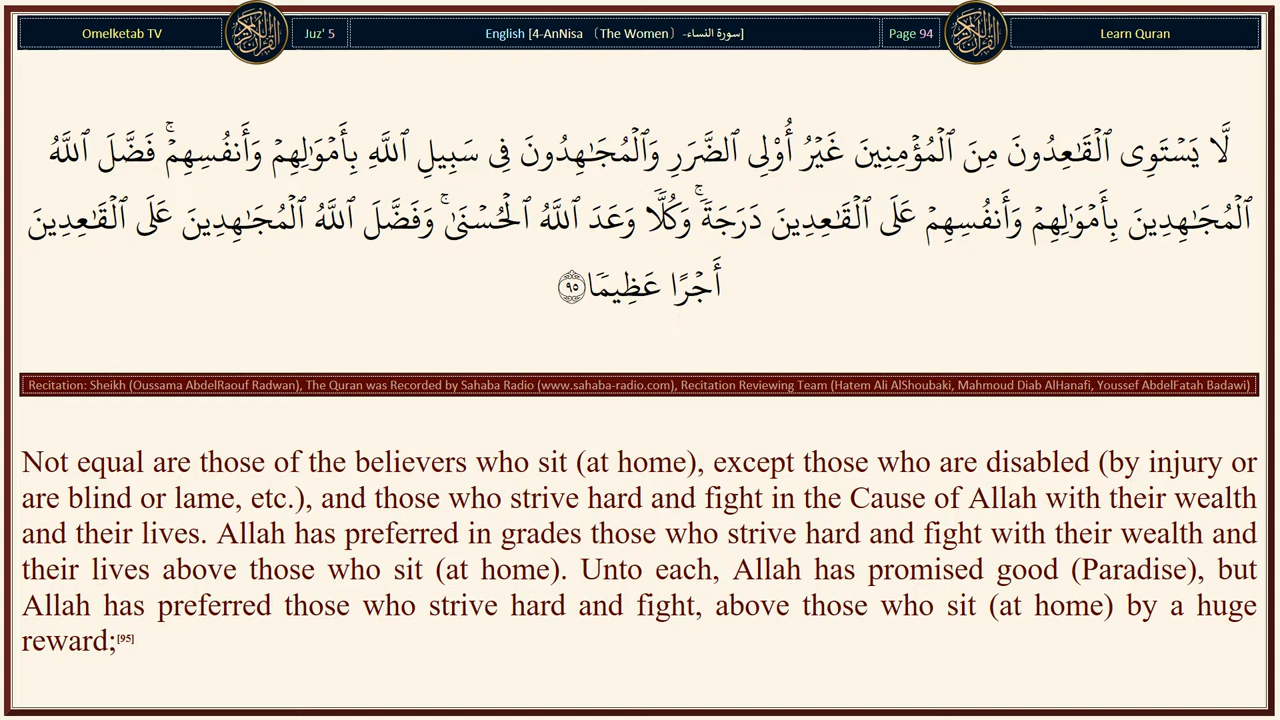 Omelketab TV
Juz' 5
English [4-AnNisa （The Women）-سورة النساء]
Page 94
Learn Quran
لَّا يَسْتَوِى ٱلْقَـٰعِدُونَ مِنَ ٱلْمُؤْمِنِينَ غَيْرُ أُو۟لِى ٱلضَّرَرِ وَٱلْمُجَـٰهِدُونَ فِى سَبِيلِ ٱللَّهِ بِأَمْوَٰلِهِمْ وَأَنفُسِهِمْ ۚ فَضَّلَ ٱللَّهُ
ٱلْمُجَـٰهِدِينَ بِأَمْوَٰلِهِمْ وَأَنفُسِهِمْ عَلَى ٱلْقَـٰعِدِينَ دَرَجَةً ۚ وَكُلًّا وَعَدَ ٱللَّهُ ٱلْحُسْنَىٰ ۚ وَفَضَّلَ ٱللَّهُ ٱلْمُجَـٰهِدِينَ عَلَى ٱلْقَـٰعِدِينَ
أَجْرًا عَظِيمًا ٩٥
Recitation: Sheikh (Oussama AbdelRaouf Radwan), The Quran was Recorded by Sahaba Radio (www.sahaba-radio.com), Recitation Reviewing Team (Hatem Ali AlShoubaki, Mahmoud Diab AlHanafi, Youssef AbdelFatah Badawi)
Not equal are those of the believers who sit (at home), except those who are disabled (by injury or
are blind or lame, etc.), and those who strive hard and fight in the Cause of Allah with their wealth
and their lives. Allah has preferred in grades those who strive hard and fight with their wealth and
their lives above those who sit (at home). Unto each, Allah has promised good (Paradise), but
Allah has preferred those who strive hard and fight, above those who sit (at home) by a huge
reward;[95]